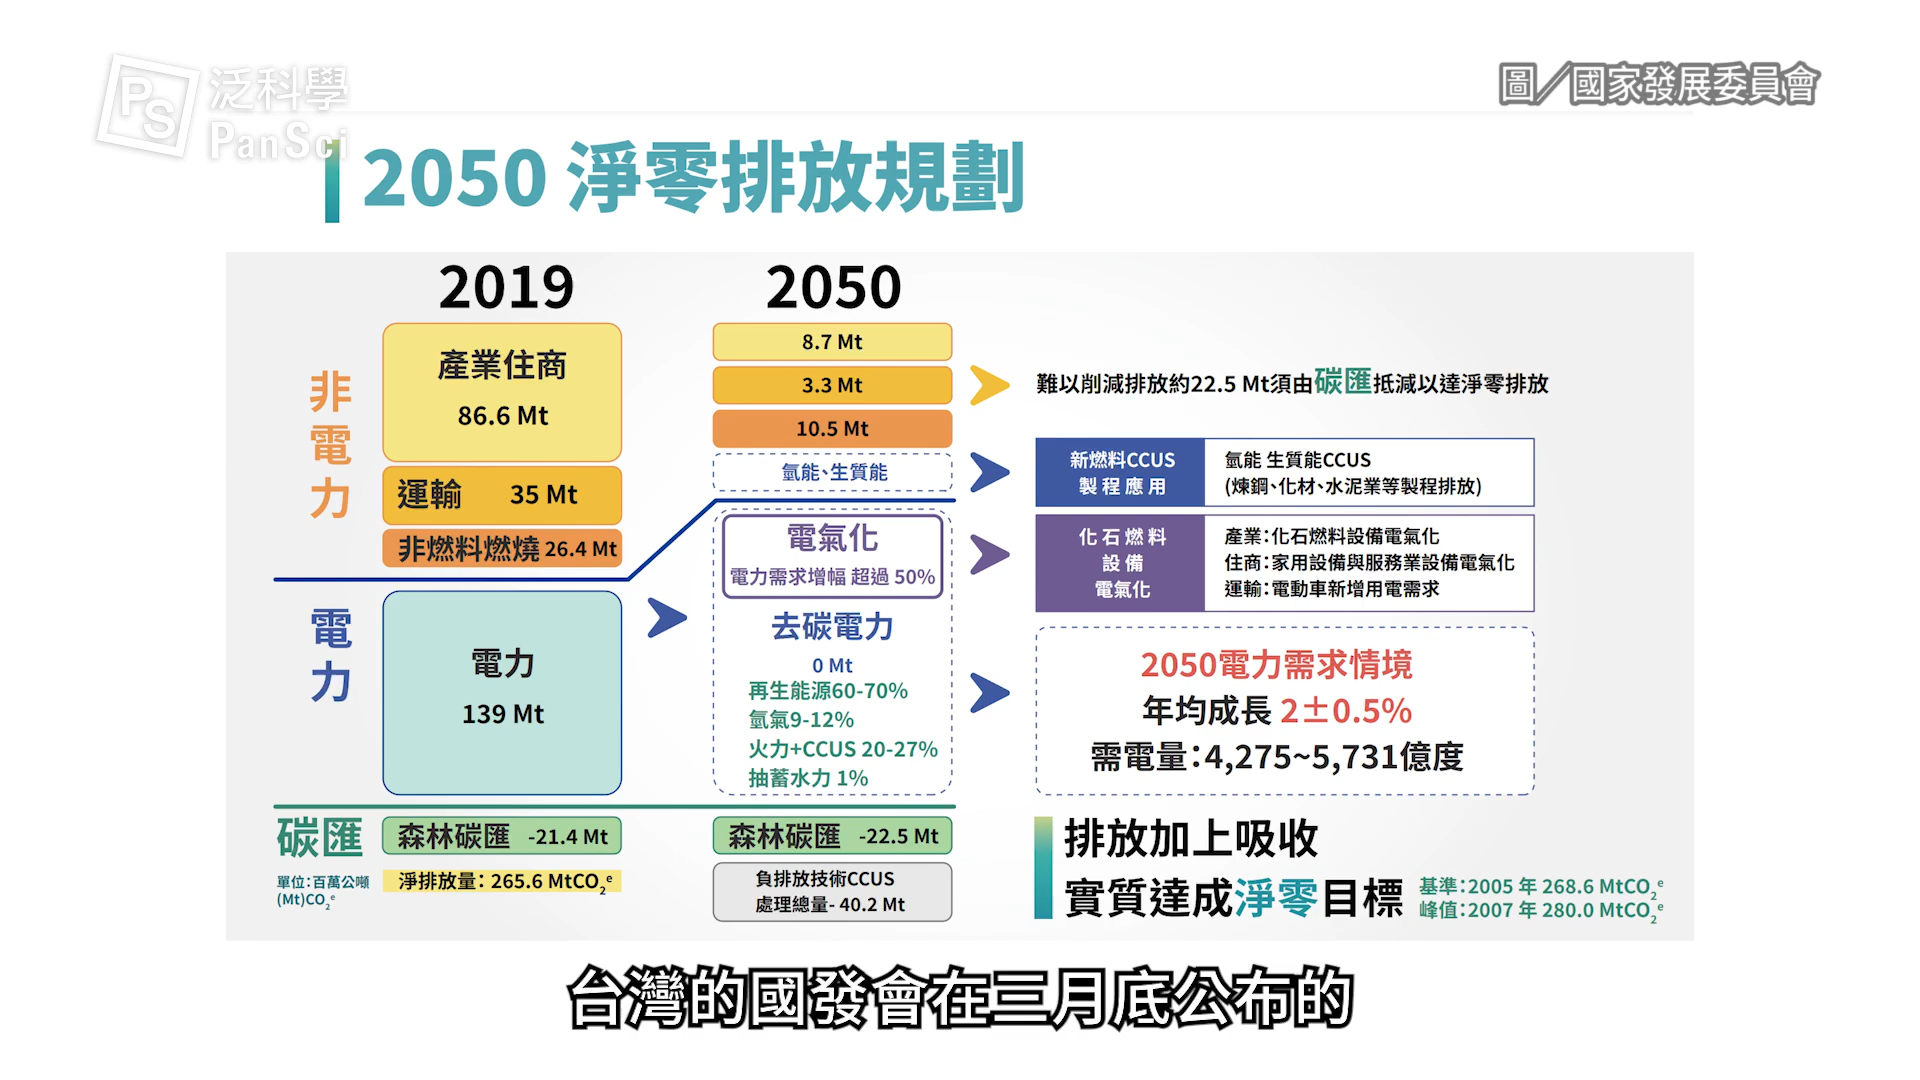 PS 泛科學
PanSci
圖／國家發展委員會
2050 淨零排放規劃
2019
2050
非電力
產業住商
86.6 Mt
運輸 35 Mt
非燃料燃燒 26.4 Mt
8.7 Mt
3.3 Mt
10.5 Mt
氫能、生質能
難以削減排放約22.5 Mt須由碳匯抵減以達淨零排放
新燃料CCUS
製程應用
氫能 生質能CCUS
(煉鋼、化材、水泥業等製程排放)
電力
電力
139 Mt
電氣化
電力需求增幅 超過 50%
去碳電力
0 Mt
再生能源60-70%
氫氣9-12%
火力+CCUS 20-27%
抽蓄水力 1%
化石燃料
設備
電氣化
產業：化石燃料設備電氣化
住商：家用設備與服務業設備電氣化
運輸：電動車新增用電需求
2050電力需求情境
年均成長 2±0.5%
需電量：4,275~5,731億度
碳匯
單位：百萬公噸
(Mt)CO₂ᵉ
森林碳匯 -21.4 Mt
淨排放量： 265.6 MtCO₂ᵉ
森林碳匯 -22.5 Mt
負排放技術CCUS
處理總量- 40.2 Mt
排放加上吸收
實質達成淨零目標
基準：2005 年 268.6 MtCO₂ᵉ
峰值：2007 年 280.0 MtCO₂ᵉ
台灣的國發會在三月底公布的